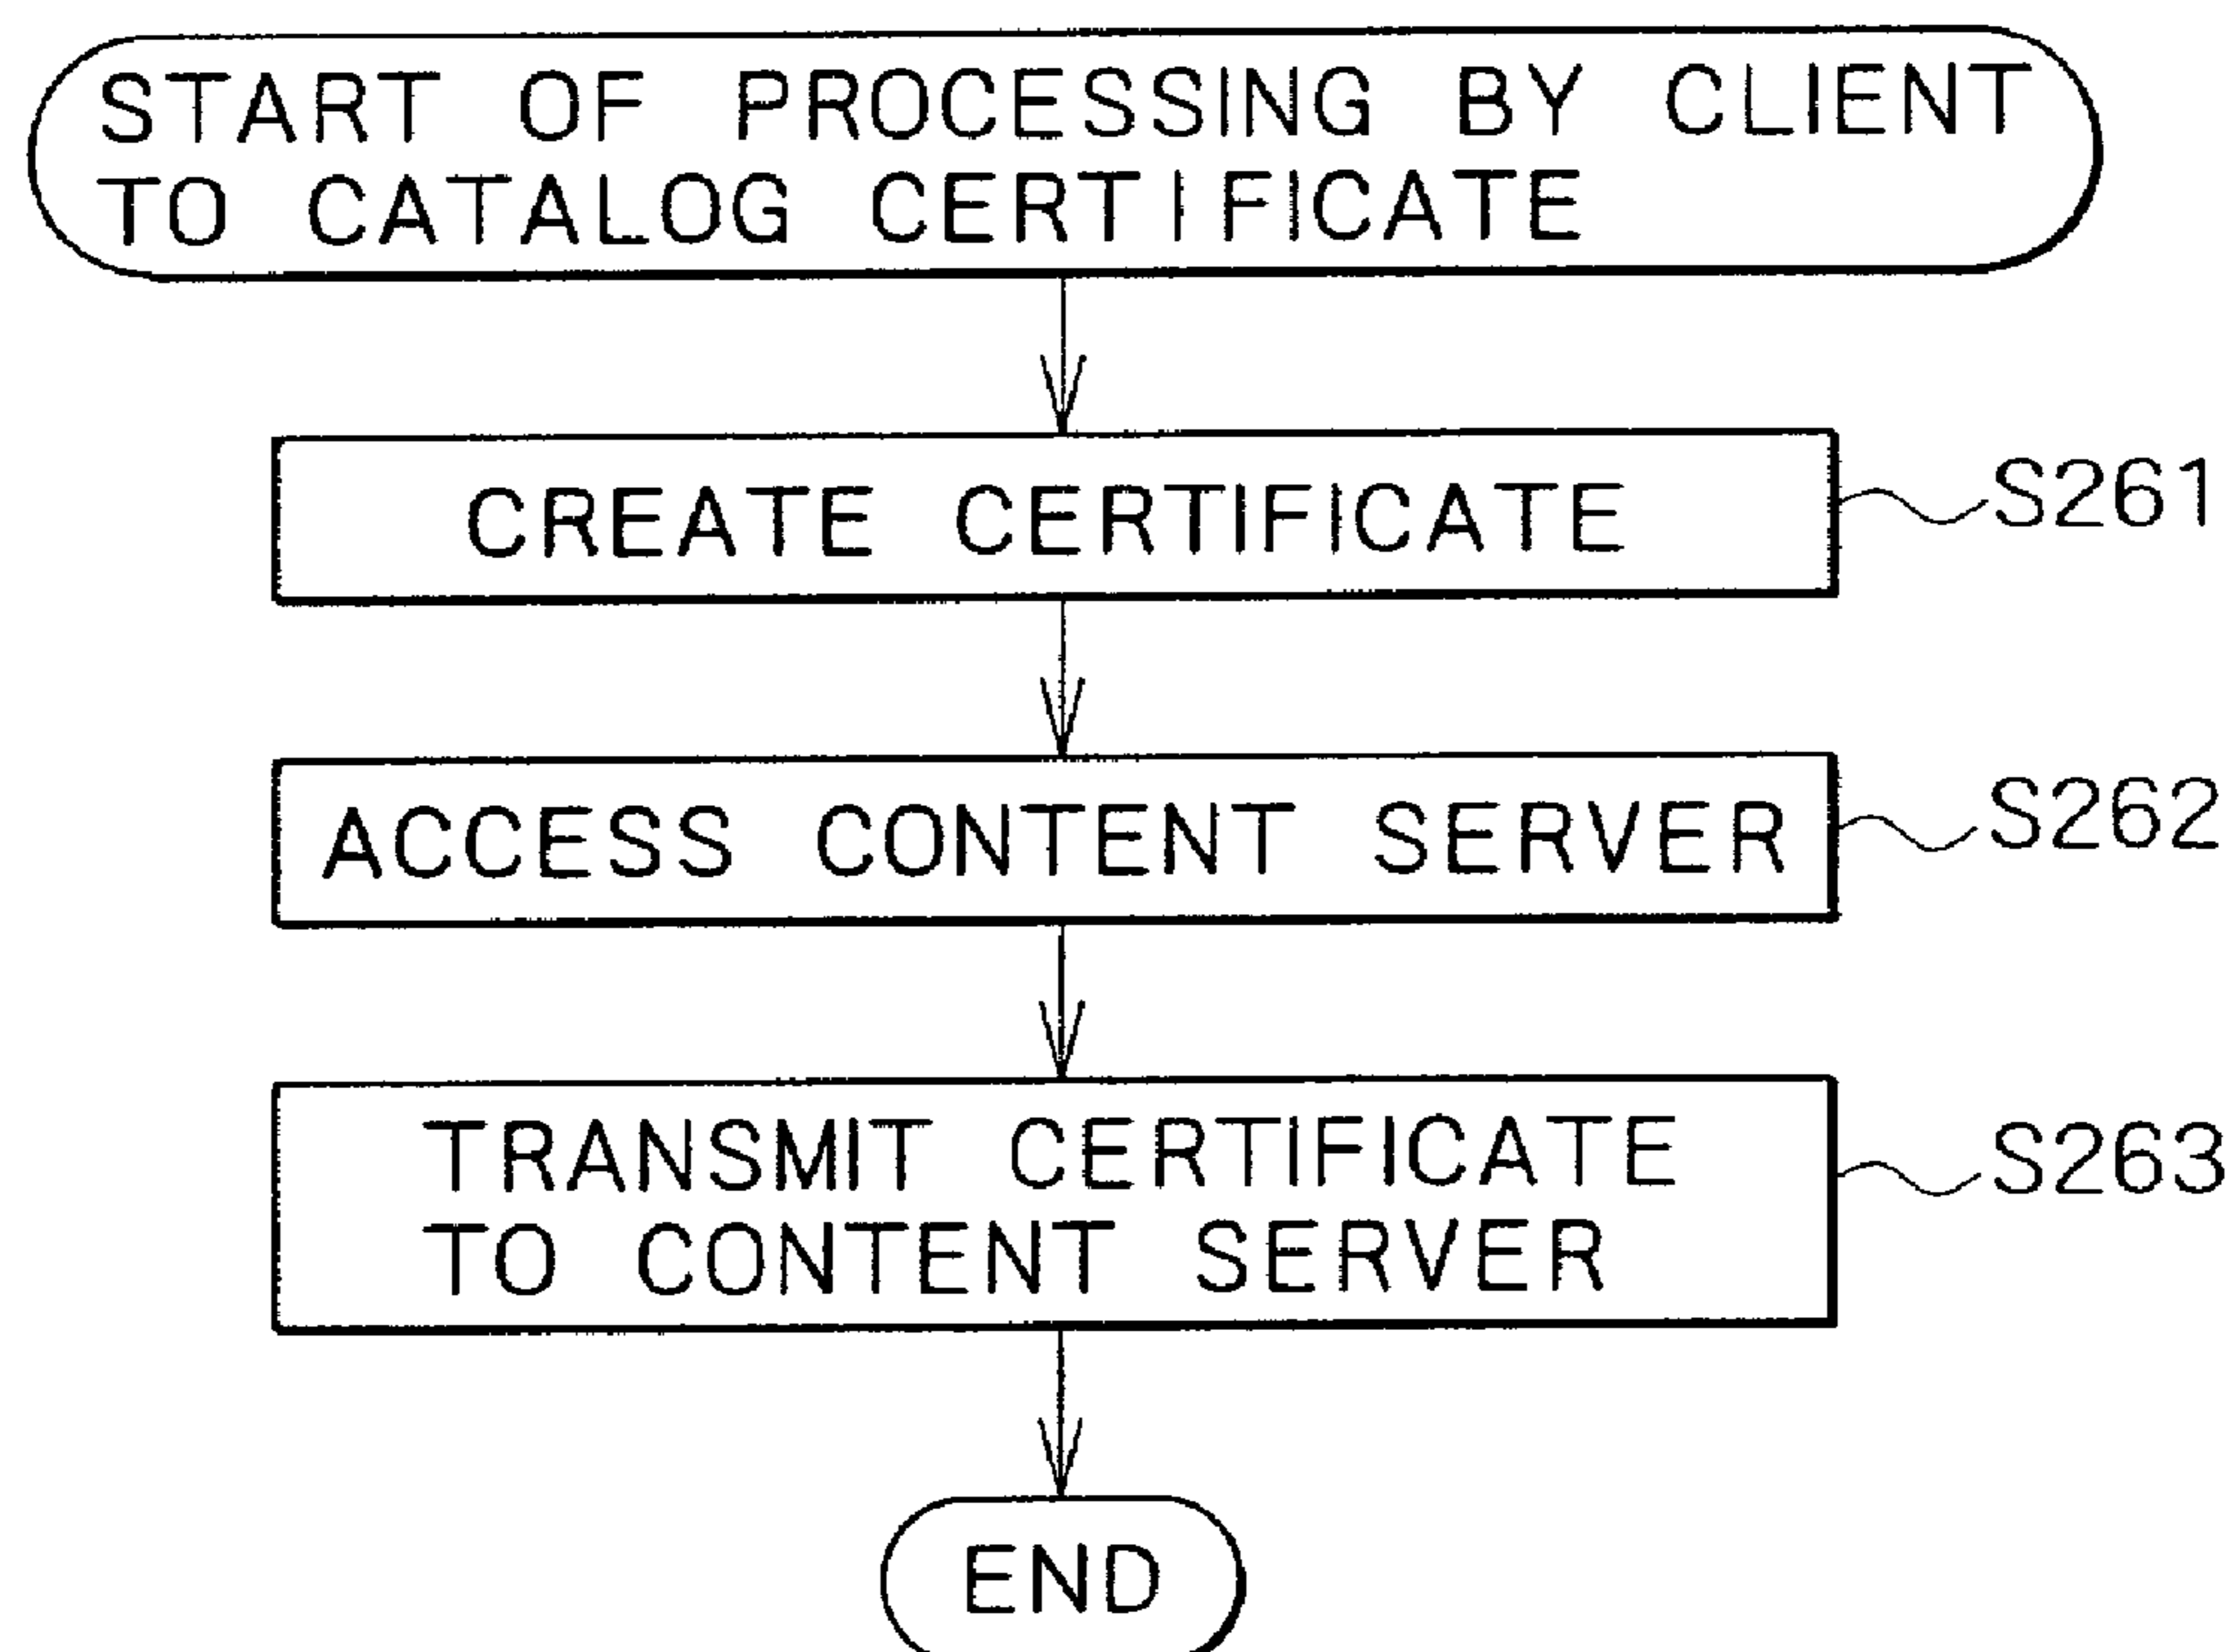 START OF PROCESSING BY CLIENT
TO CATALOG CERTIFICATE
CREATE CERTIFICATE
S261
ACCESS CONTENT SERVER
S262
TRANSMIT CERTIFICATE
S263
TO CONTENT SERVER
END